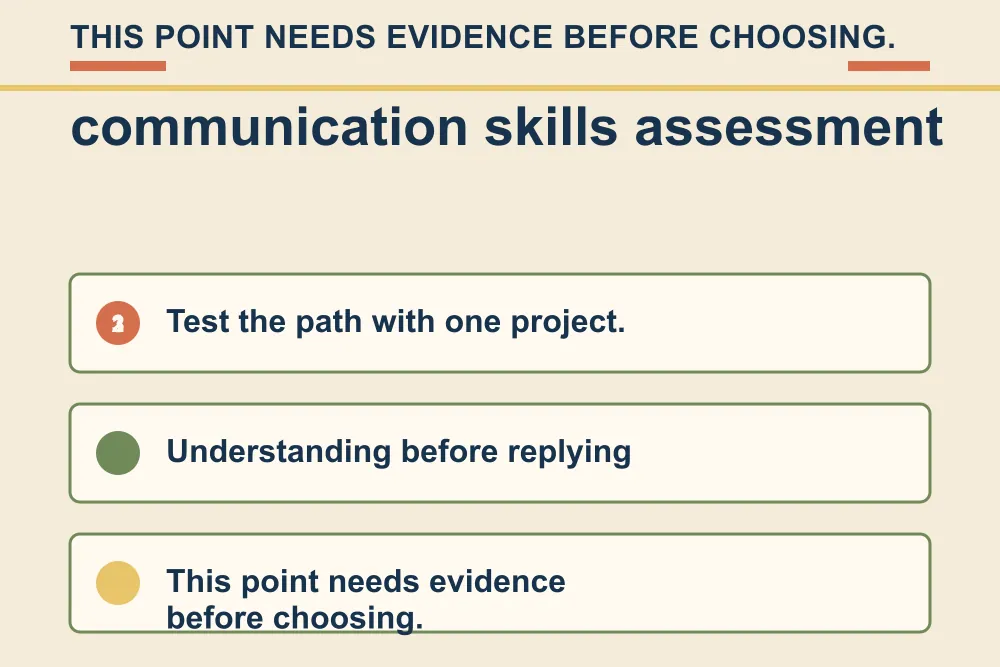 THIS POINT NEEDS EVIDENCE BEFORE CHOOSING.
communication skills assessment
Test the path with one project.
Understanding before replying
This point needs evidence
before choosing.